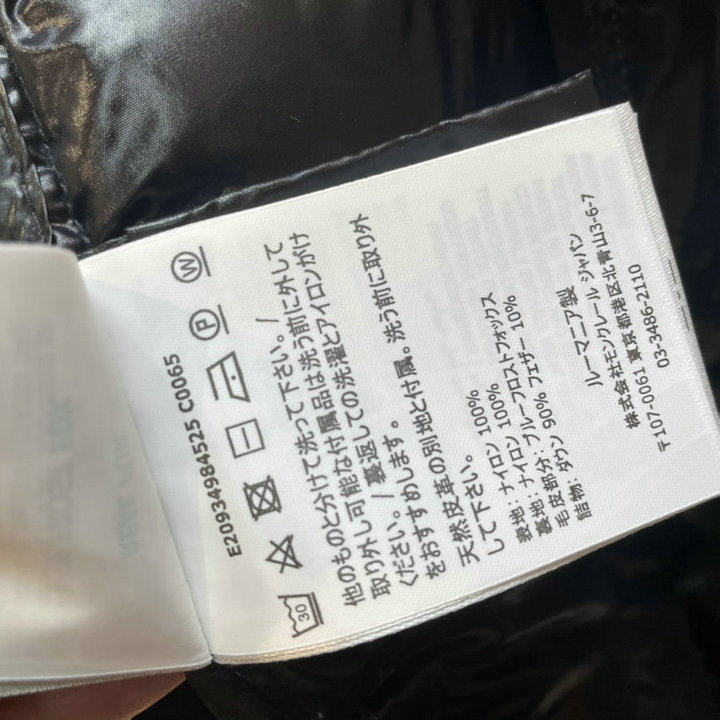 E20934984525 C0065
30
P
W
他のものと分けて洗って下さい。/
取り外し可能な付属品は洗う前に外して
ください。/ 裏返しての洗濯とアイロンがけ
をおすすめします。
天然皮革の別地と付属。洗う前に取り外
して下さい。
表地: ナイロン 100%
裏地: ナイロン 100%
毛皮部分: ブルーフロストフォックス
詰物: ダウン 90% フェザー 10%
ルーマニア製
株式会社モンクレール ジャパン
〒107-0061 東京都港区北青山3-6-7
03-3486-2110